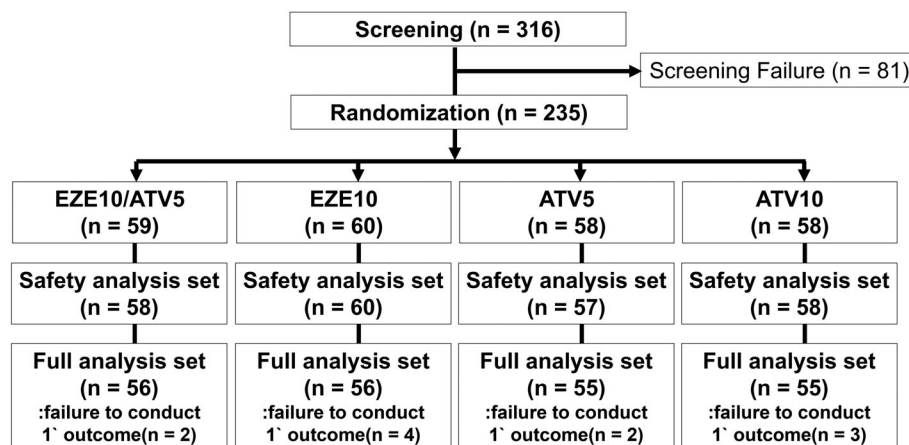 Screening (n = 316)
Screening Failure (n = 81)
Randomization (n = 235)
EZE10/ATV5
(n = 59)
EZE10
(n = 60)
ATV5
(n = 58)
ATV10
(n = 58)
Safety analysis set
(n = 58)
Safety analysis set
(n = 60)
Safety analysis set
(n = 57)
Safety analysis set
(n = 58)
Full analysis set
(n = 56)
:failure to conduct
1` outcome(n = 2)
Full analysis set
(n = 56)
:failure to conduct
1` outcome(n = 4)
Full analysis set
(n = 55)
:failure to conduct
1` outcome(n = 2)
Full analysis set
(n = 55)
:failure to conduct
1` outcome(n = 3)